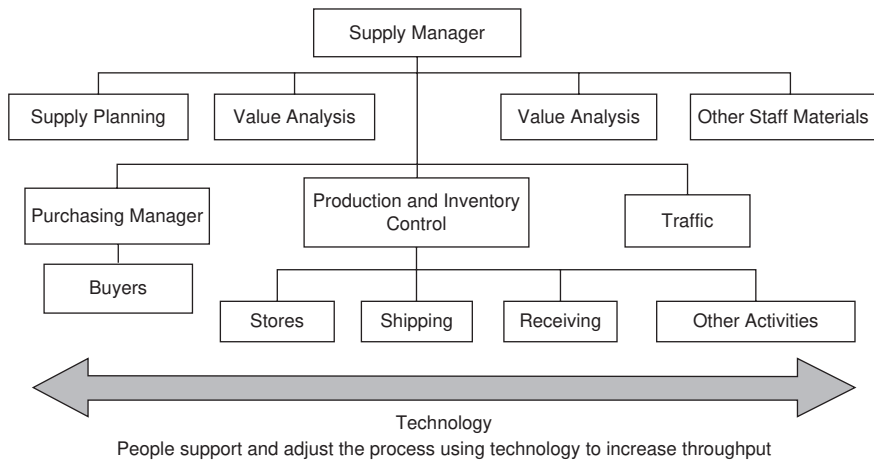 Supply Manager
Supply Planning
Value Analysis
Value Analysis
Other Staff Materials
Purchasing Manager
Production and Inventory
Control
Traffic
Buyers
Stores
Shipping
Receiving
Other Activities
Technology
People support and adjust the process using technology to increase throughput